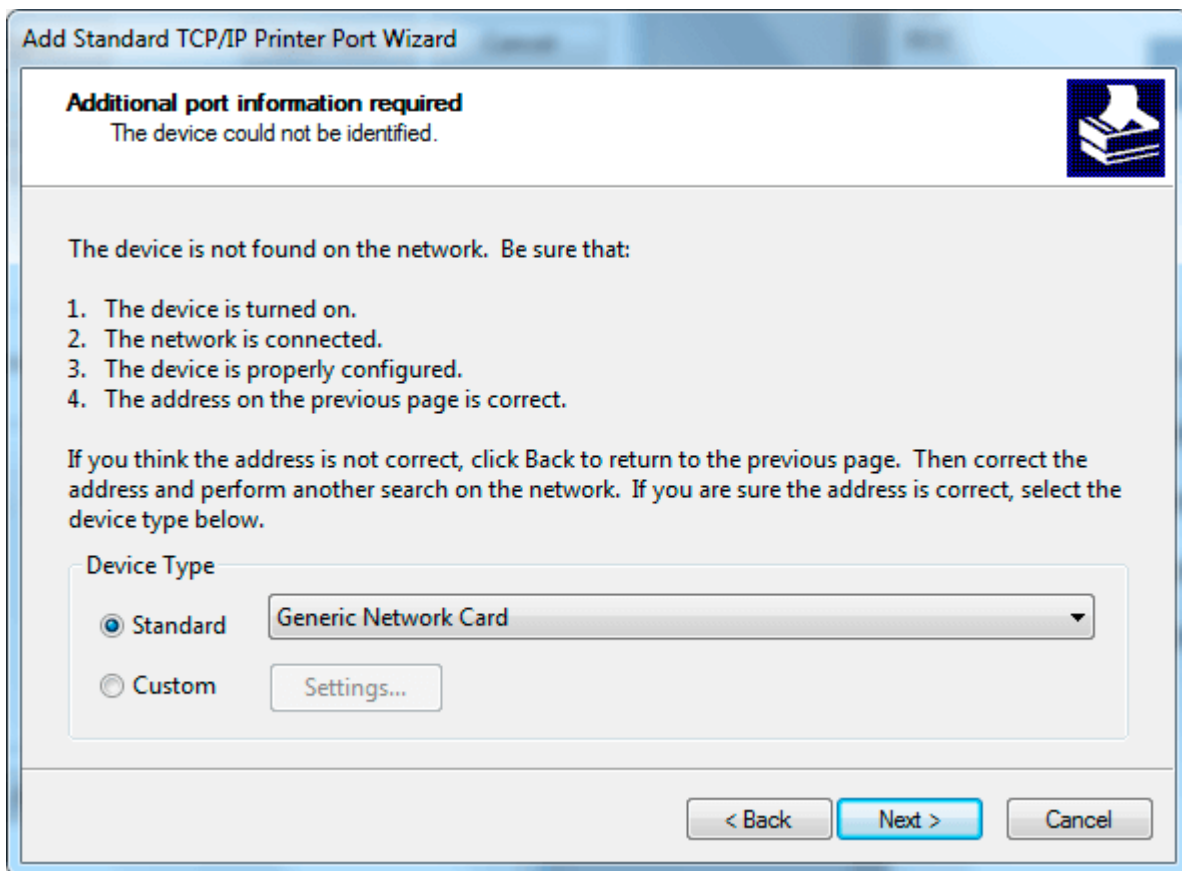 Add Standard TCP/IP Printer Port Wizard
Additional port information required
The device could not be identified.
The device is not found on the network.  Be sure that:
1.  The device is turned on.
2.  The network is connected.
3.  The device is properly configured.
4.  The address on the previous page is correct.
If you think the address is not correct, click Back to return to the previous page.  Then correct the
address and perform another search on the network.  If you are sure the address is correct, select the
device type below.
Device Type
Standard
Generic Network Card
Custom
Settings...
< Back
Next >
Cancel